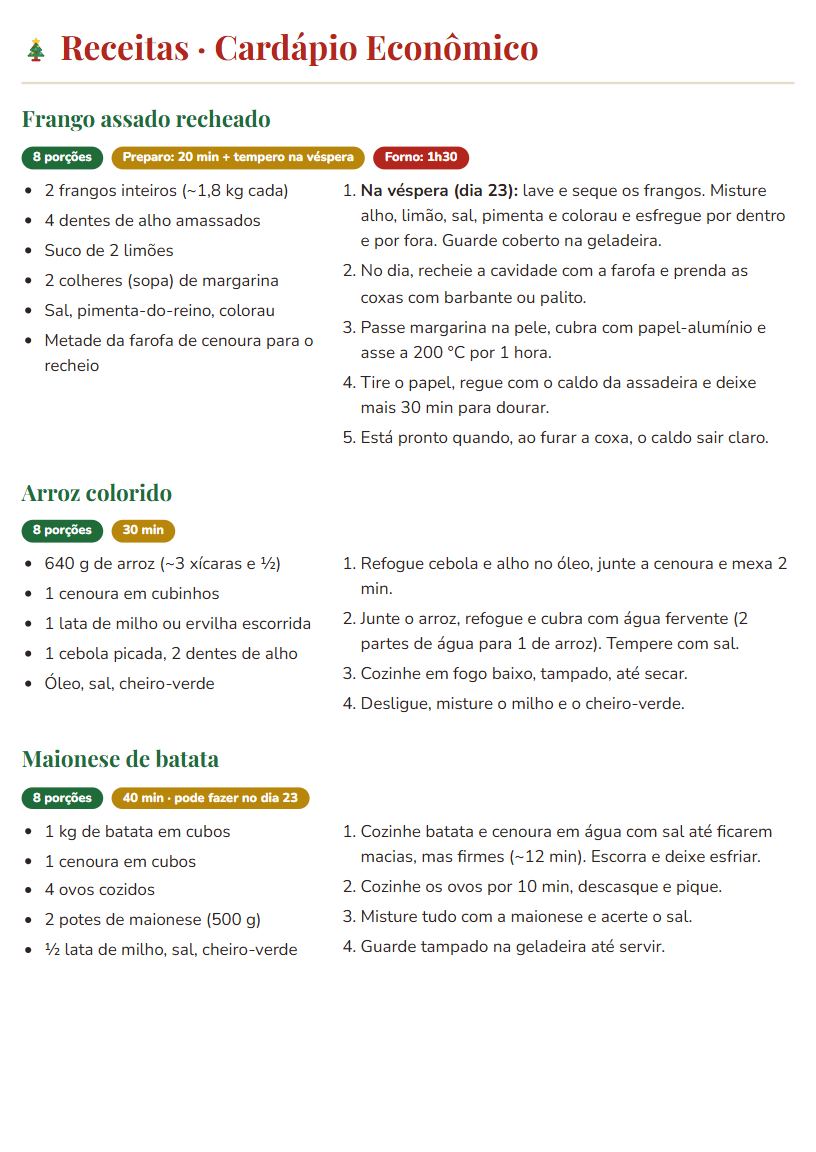 Receitas · Cardápio Econômico
Frango assado recheado
8 porções
Preparo: 20 min + tempero na véspera
Forno: 1h30
• 2 frangos inteiros (~1,8 kg cada)
• 4 dentes de alho amassados
• Suco de 2 limões
• 2 colheres (sopa) de margarina
• Sal, pimenta-do-reino, colorau
• Metade da farofa de cenoura para o
recheio
1. Na véspera (dia 23): lave e seque os frangos. Misture
alho, limão, sal, pimenta e colorau e esfregue por dentro
e por fora. Guarde coberto na geladeira.
2. No dia, recheie a cavidade com a farofa e prenda as
coxas com barbante ou palito.
3. Passe margarina na pele, cubra com papel-alumínio e
asse a 200 °C por 1 hora.
4. Tire o papel, regue com o caldo da assadeira e deixe
mais 30 min para dourar.
5. Está pronto quando, ao furar a coxa, o caldo sair claro.
Arroz colorido
8 porções
30 min
• 640 g de arroz (~3 xícaras e ½)
• 1 cenoura em cubinhos
• 1 lata de milho ou ervilha escorrida
• 1 cebola picada, 2 dentes de alho
• Óleo, sal, cheiro-verde
1. Refogue cebola e alho no óleo, junte a cenoura e mexa 2
min.
2. Junte o arroz, refogue e cubra com água fervente (2
partes de água para 1 de arroz). Tempere com sal.
3. Cozinhe em fogo baixo, tampado, até secar.
4. Desligue, misture o milho e o cheiro-verde.
Maionese de batata
8 porções
40 min · pode fazer no dia 23
• 1 kg de batata em cubos
• 1 cenoura em cubos
• 4 ovos cozidos
• 2 potes de maionese (500 g)
• ½ lata de milho, sal, cheiro-verde
1. Cozinhe batata e cenoura em água com sal até ficarem
macias, mas firmes (~12 min). Escorra e deixe esfriar.
2. Cozinhe os ovos por 10 min, descasque e pique.
3. Misture tudo com a maionese e acerte o sal.
4. Guarde tampado na geladeira até servir.